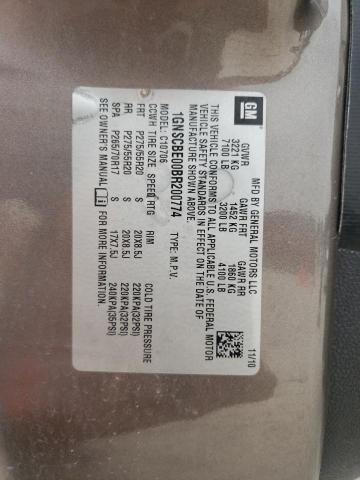 GM
MFD BY GENERAL MOTORS LLC 11/10
GVWR GAWR FRT GAWR RR
3221 KG 1452 KG 1860 KG
7100 LB 3200 LB 4100 LB
THIS VEHICLE CONFORMS TO ALL APPLICABLE U.S. FEDERAL MOTOR
VEHICLE SAFETY STANDARDS IN EFFECT ON THE DATE OF
MANUFACTURE SHOWN ABOVE.
1GNSCBE00BR200774 TYPE: M.P.V.
MODEL: C10706
CCWH TIRE SIZE SPEED RTG RIM COLD TIRE PRESSURE
FRT P275/55R20 S 20X8.5J 220KPA(32PSI)
RR P275/55R20 S 20X8.5J 220KPA(32PSI)
SPA P265/70R17 S 17X7.5J 240KPA(35PSI)
SEE OWNER'S MANUAL FOR MORE INFORMATION.